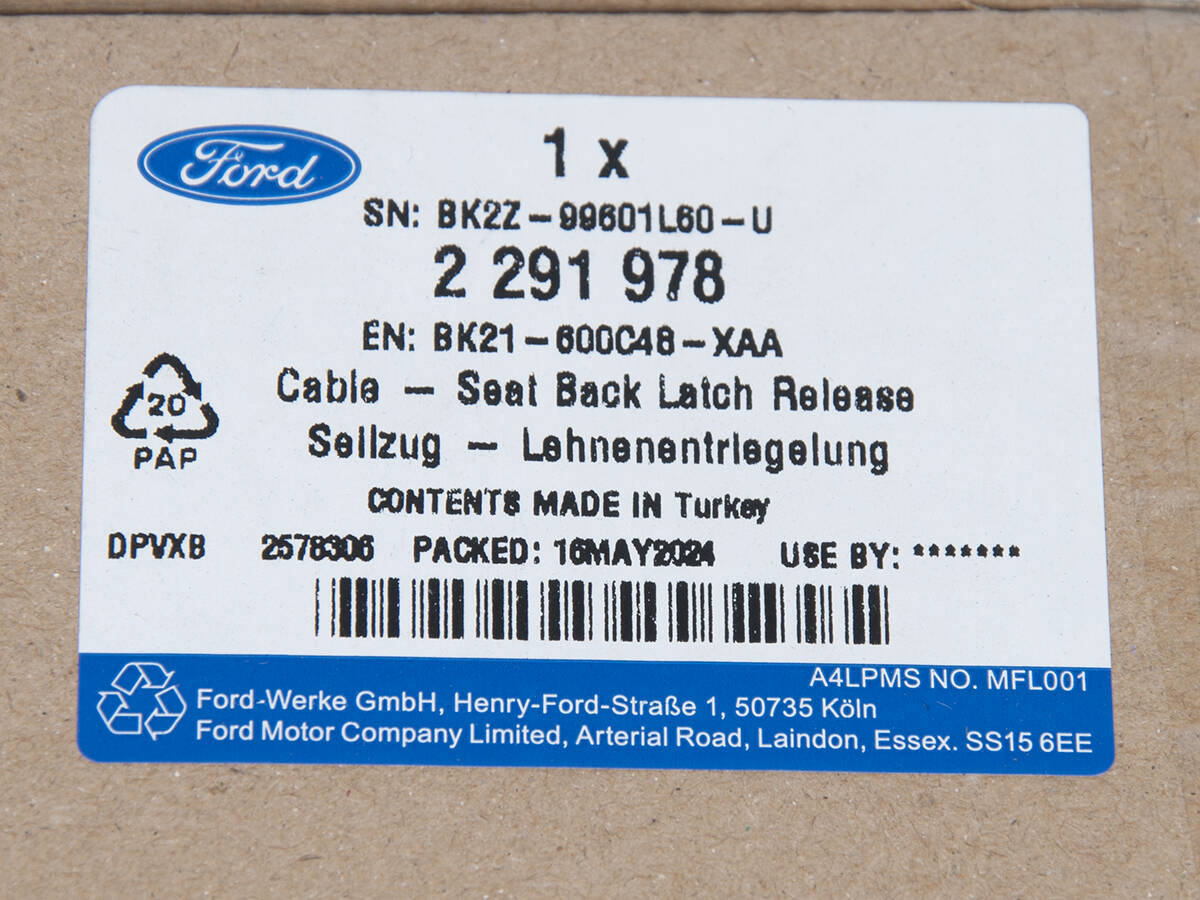 Ford
1 x
SN: BK2Z-99601L60-U
2 291 978
EN: BK21-600C48-XAA
Cable - Seat Back Latch Release
20
PAP
Seilzug - Lehnenentriegelung
CONTENTS MADE IN Turkey
DPVXB 2578306 PACKED: 16MAY2024 USE BY: *******
A4LPMS NO. MFL001
Ford-Werke GmbH, Henry-Ford-Straße 1, 50735 Köln
Ford Motor Company Limited, Arterial Road, Laindon, Essex. SS15 6EE